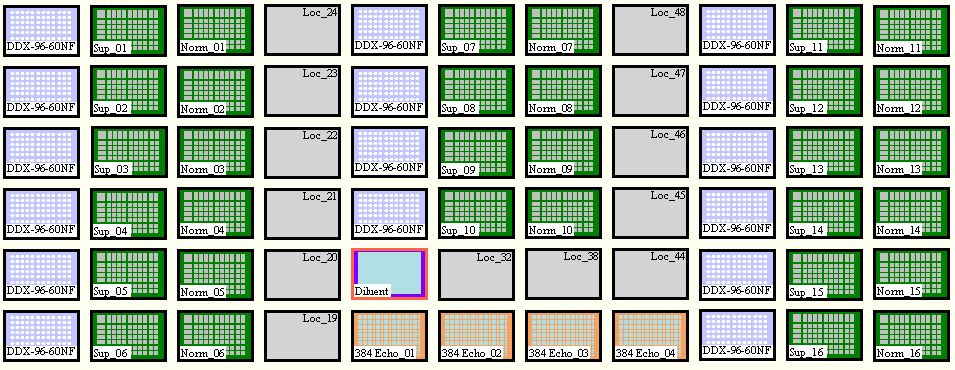 DDX-96-60NF Sup_01 Norm_01 Loc_24 DDX-96-60NF Sup_07 Norm_07 Loc_48 DDX-96-60NF Sup_11 Norm_11
DDX-96-60NF Sup_02 Norm_02 Loc_23 DDX-96-60NF Sup_08 Norm_08 Loc_47 DDX-96-60NF Sup_12 Norm_12
DDX-96-60NF Sup_03 Norm_03 Loc_22 DDX-96-60NF Sup_09 Norm_09 Loc_46 DDX-96-60NF Sup_13 Norm_13
DDX-96-60NF Sup_04 Norm_04 Loc_21 DDX-96-60NF Sup_10 Norm_10 Loc_45 DDX-96-60NF Sup_14 Norm_14
DDX-96-60NF Sup_05 Norm_05 Loc_20 Diluent Loc_32 Loc_38 Loc_44 DDX-96-60NF Sup_15 Norm_15
DDX-96-60NF Sup_06 Norm_06 Loc_19 384 Echo_01 384 Echo_02 384 Echo_03 384 Echo_04 DDX-96-60NF Sup_16 Norm_16